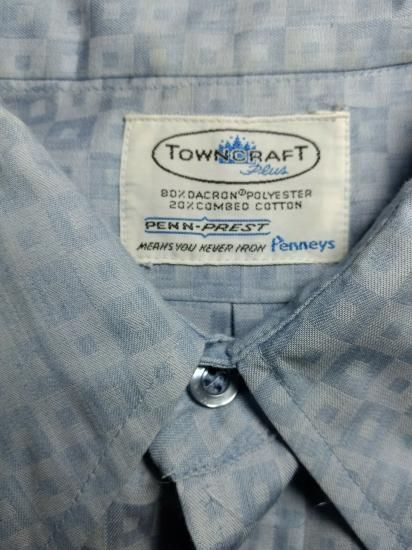 TOWNCRAFT
Plus
80% DACRON® POLYESTER
20% COMBED COTTON
PENN-PREST
MEANS YOU NEVER IRON Penneys